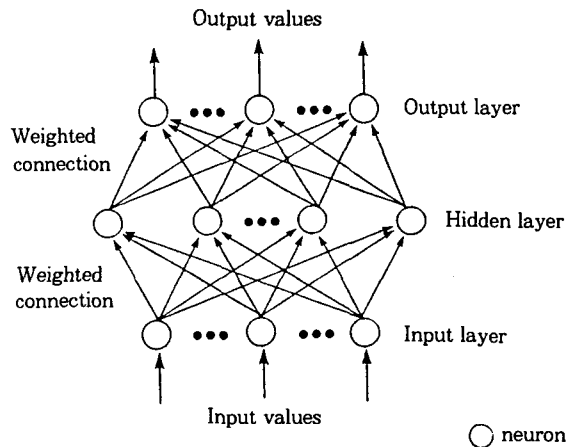 Output values
Output layer
Weighted
connection
Hidden layer
Weighted
connection
Input layer
Input values
neuron